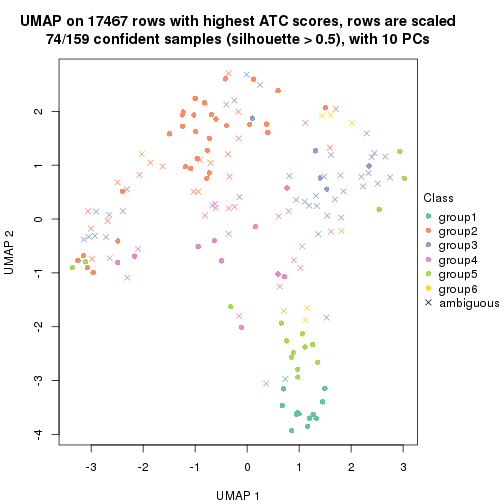 UMAP on 17467 rows with highest ATC scores, rows are scaled
74/159 confident samples (silhouette > 0.5), with 10 PCs
UMAP 2
2
1
0
-1
-2
-3
-4
-3
-2
-1
0
1
2
3
UMAP 1
Class
group1
group2
group3
group4
group5
group6
ambiguous